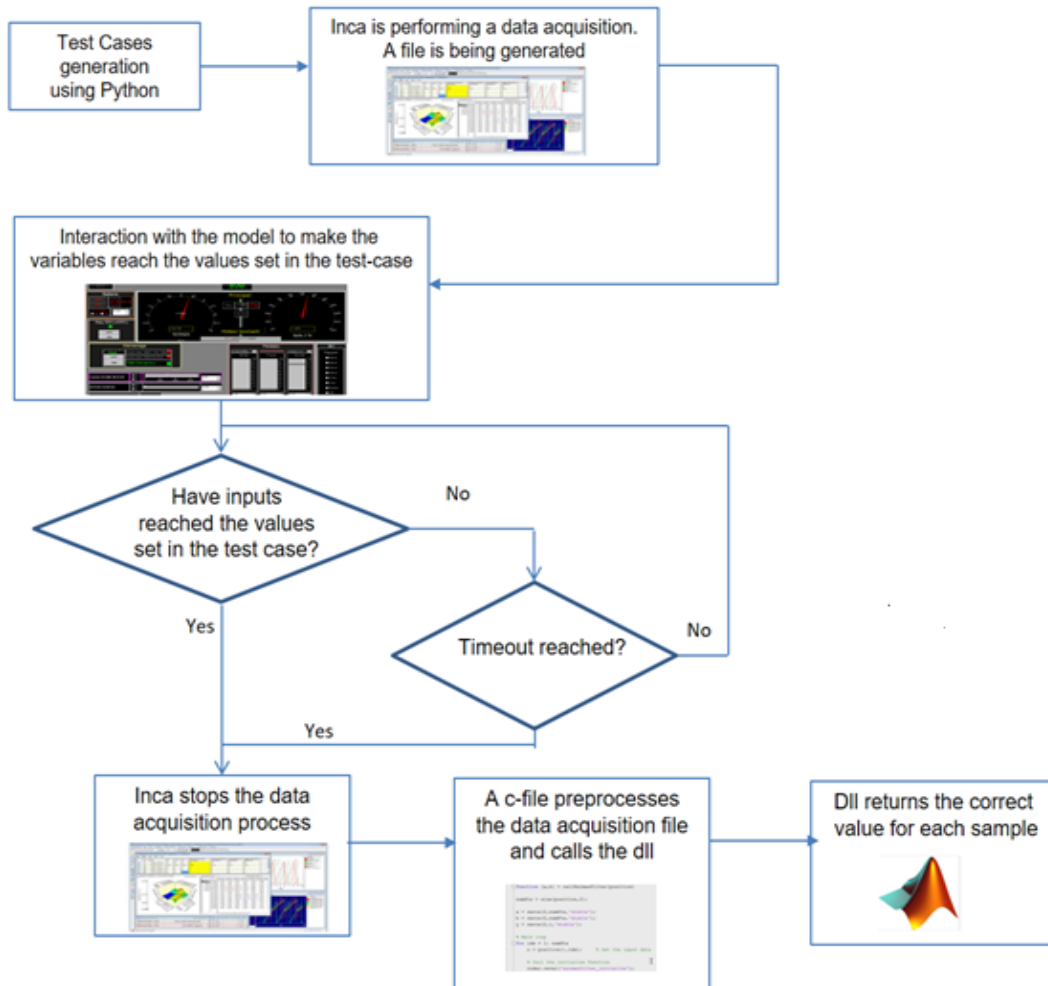 Test Cases
generation
using Python
Inca is performing a data acquisition.
A file is being generated
Interaction with the model to make the
variables reach the values set in the test-case
Have inputs
reached the values
set in the test case?
No
Timeout reached?
No
Yes
Yes
Inca stops the data
acquisition process
A c-file preprocesses
the data acquisition file
and calls the dll
Dll returns the correct
value for each sample